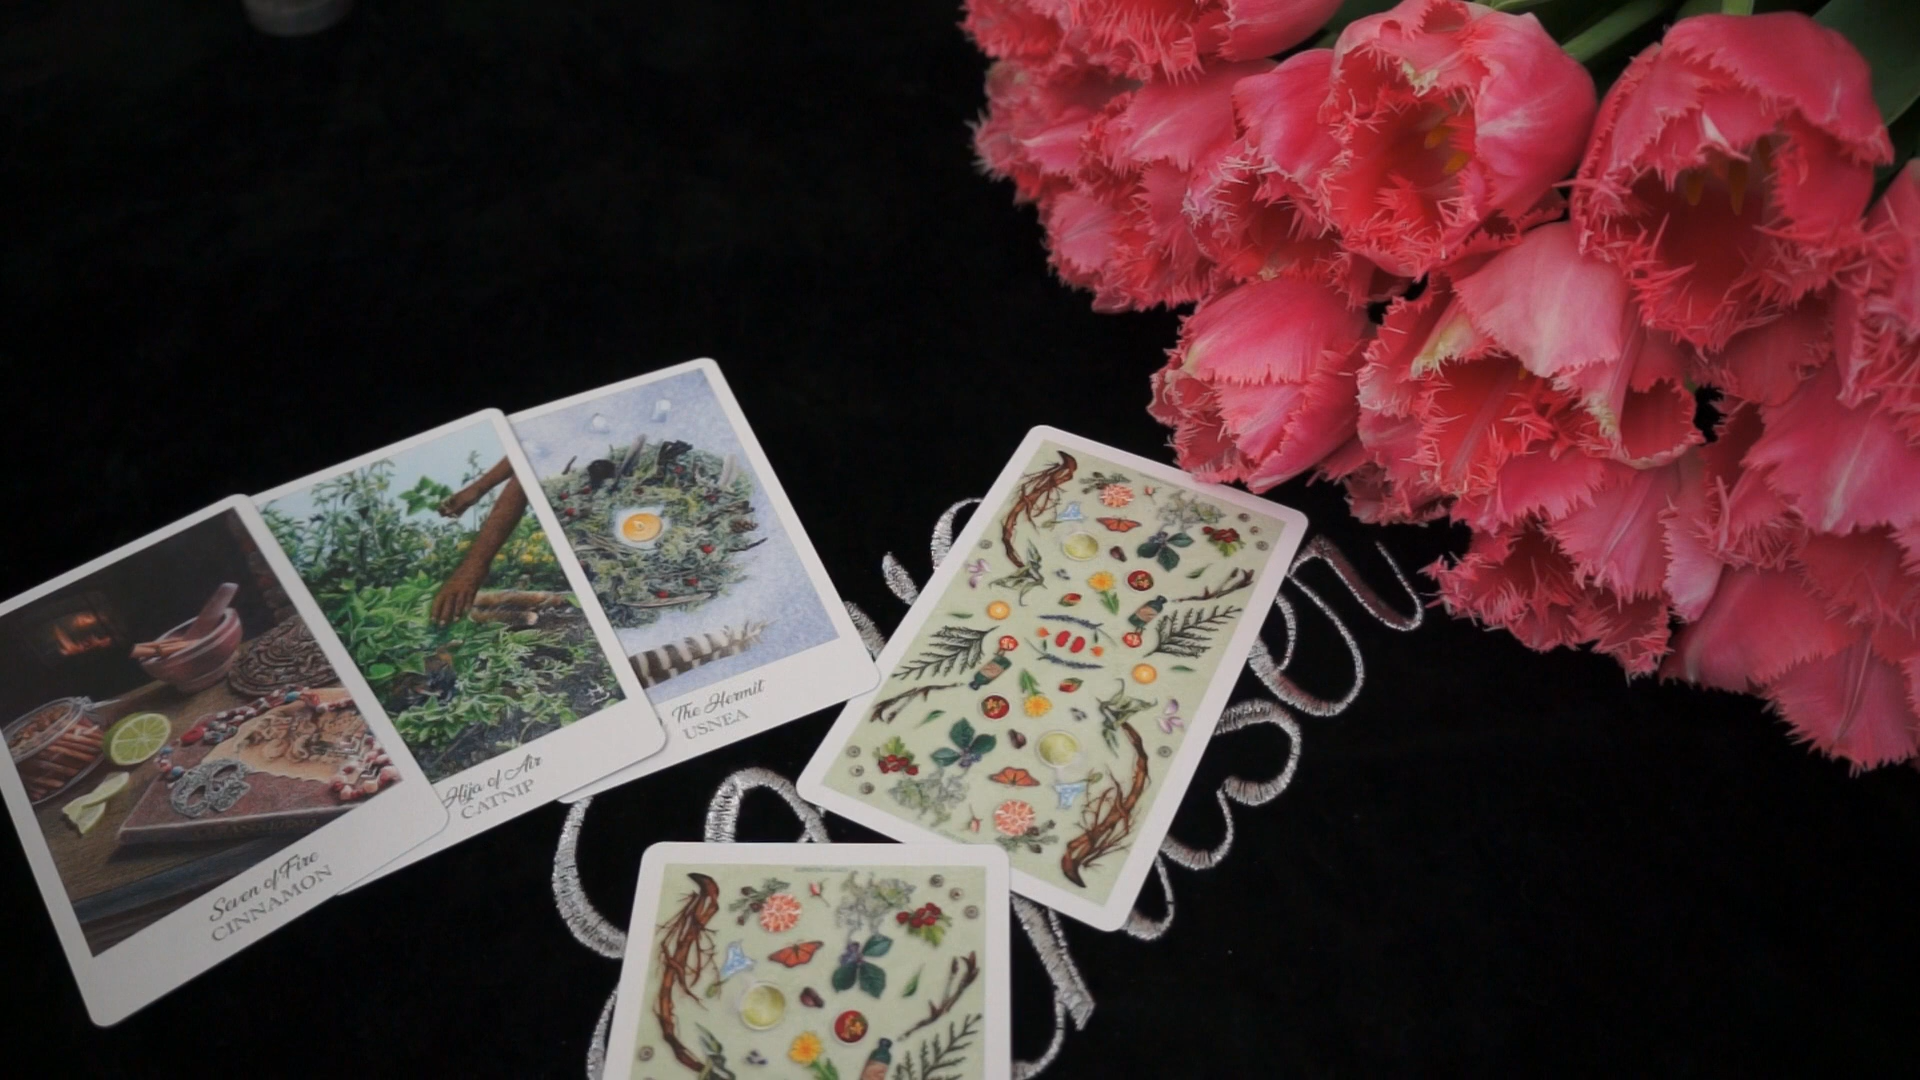 Seven of Fire
CINNAMON
Hija of Air
CATNIP
The Hermit
USNEA